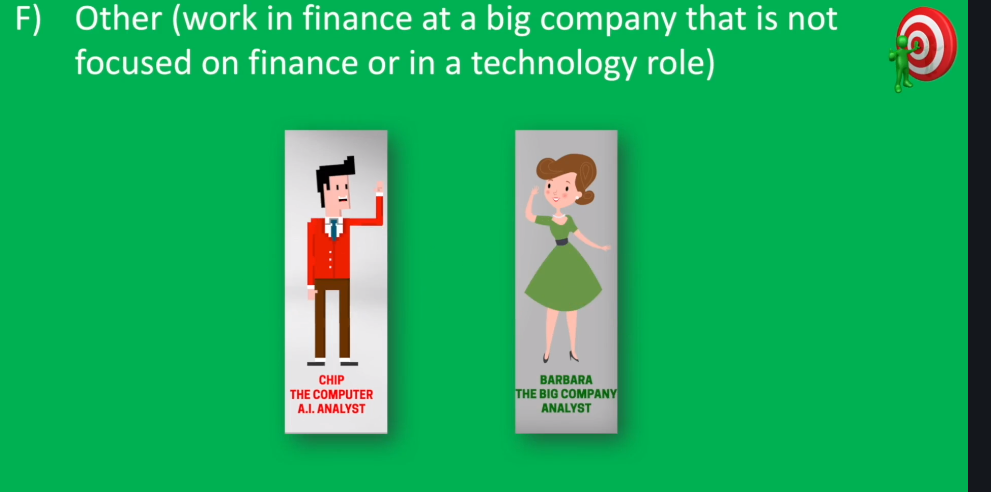 F) Other (work in finance at a big company that is not
focused on finance or in a technology role)
CHIP
THE COMPUTER
A.I. ANALYST
BARBARA
THE BIG COMPANY
ANALYST